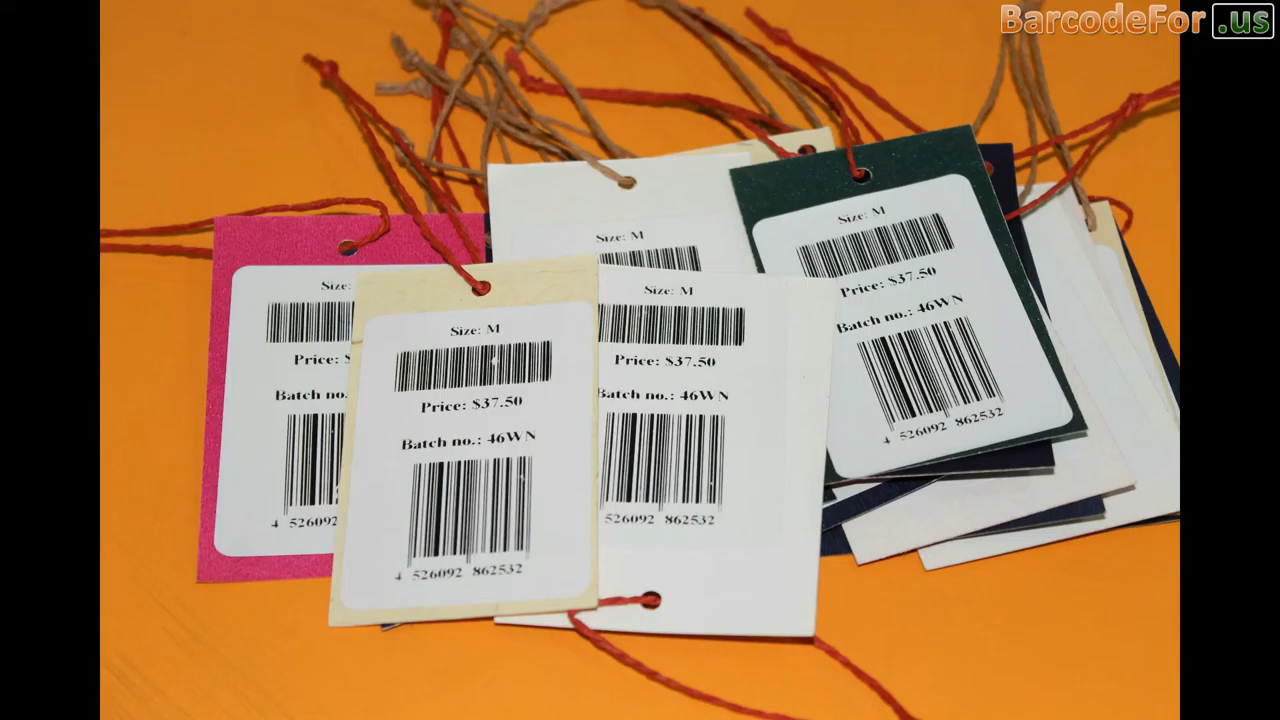 BarcodeFor.us
Size: M
Size:
Price: $
Batch no.
4 526092
Size: M
Price: $37.50
Batch no.: 46WN
4 526092 862532
Size: M
Price: $37.50
Batch no.: 46WN
526092 862532
Size: M
Price: $37.50
Batch no.: 46WN
4 526092 862532